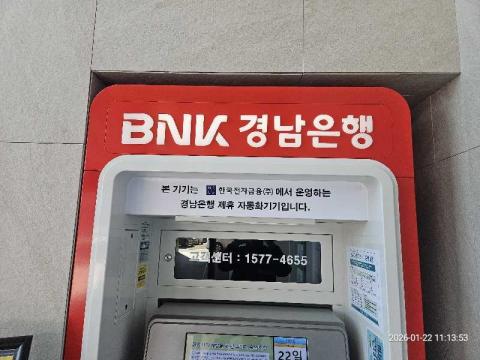 BNK 경남은행
본 기기는 한국전자금융(주)에서 운영하는
경남은행 제휴 자동화기기입니다.
고객센터 : 1577-4655
22일
2026-01-22 11:13:53